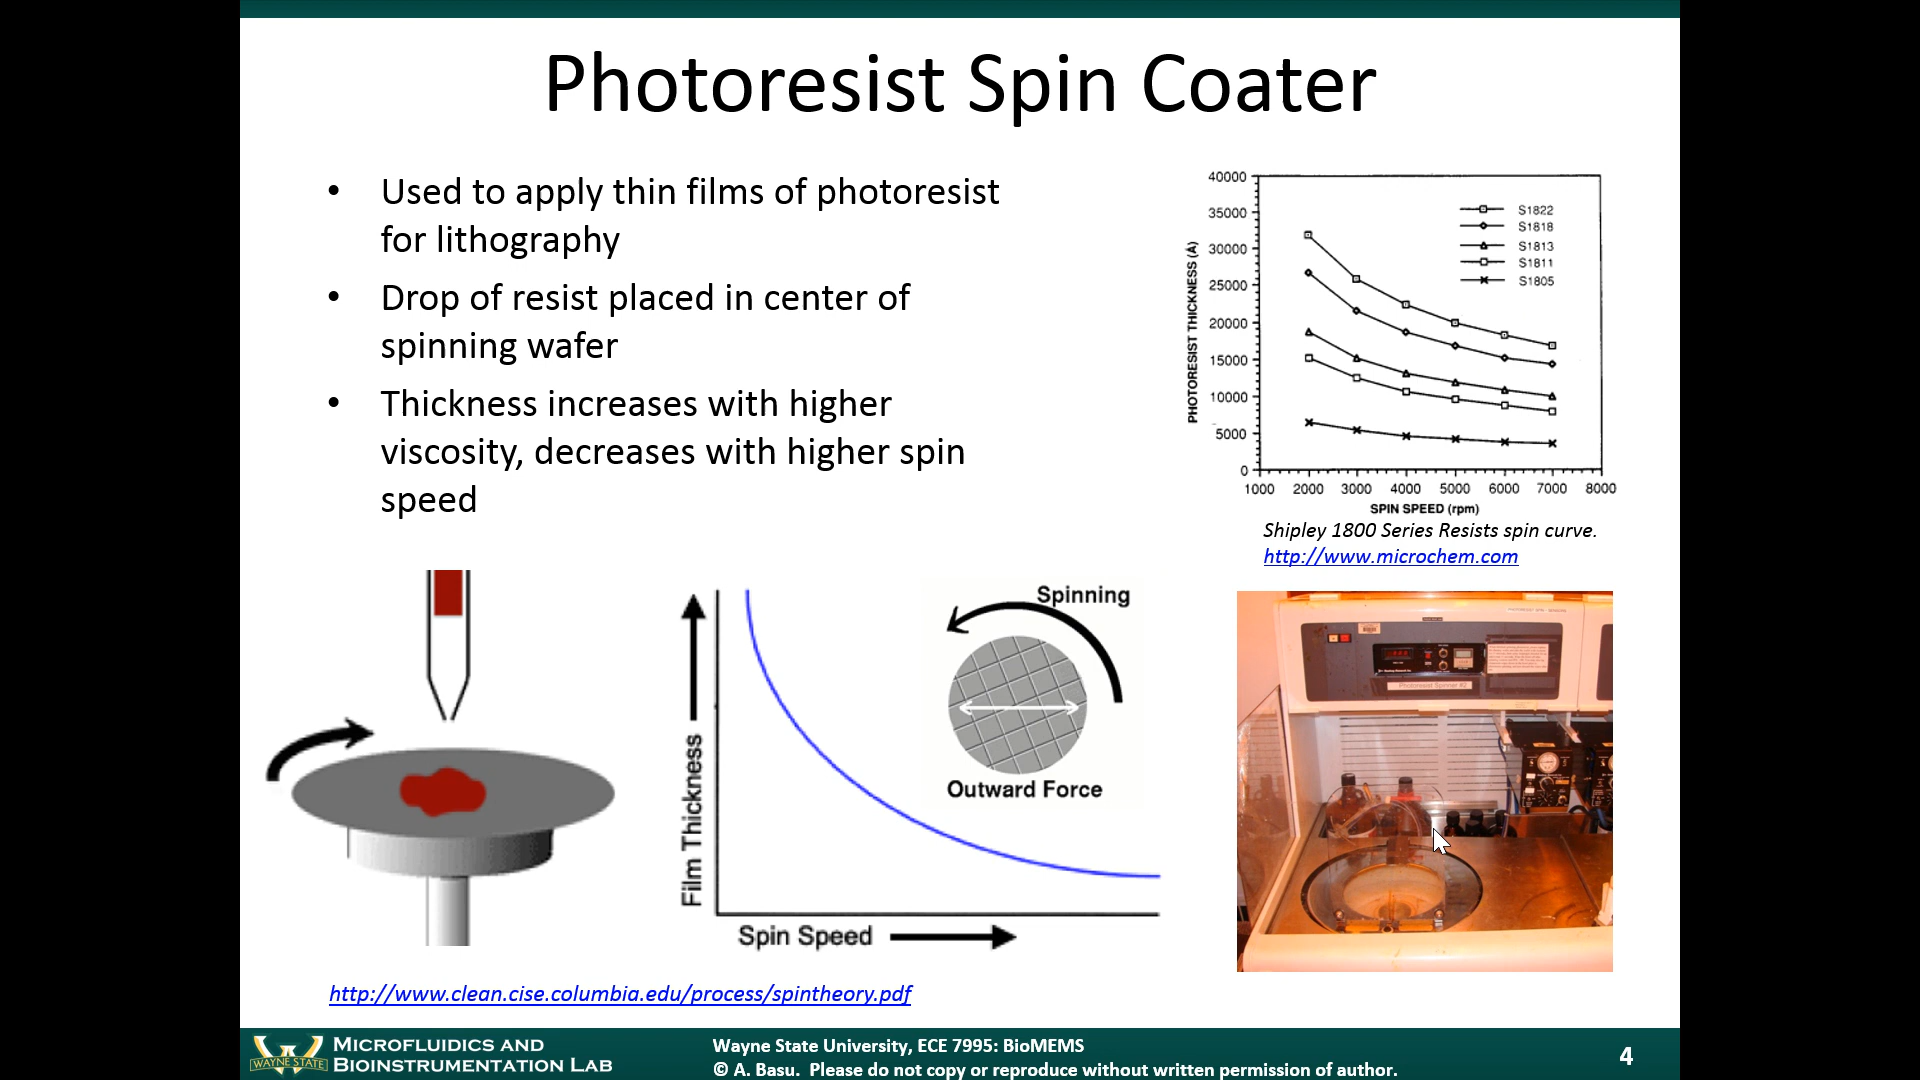 Photoresist Spin Coater
• Used to apply thin films of photoresist
for lithography
• Drop of resist placed in center of
spinning wafer
• Thickness increases with higher
viscosity, decreases with higher spin
speed
PHOTORESIST THICKNESS (Å)
40000
35000
30000
25000
20000
15000
10000
5000
0
S1822
S1818
S1813
S1811
S1805
1000 2000 3000 4000 5000 6000 7000 8000
SPIN SPEED (rpm)
Shipley 1800 Series Resists spin curve.
http://www.microchem.com
Film Thickness
Spinning
Outward Force
Spin Speed
Photoresist Spinner #2
http://www.clean.cise.columbia.edu/process/spintheory.pdf
WAYNE STATE
MICROFLUIDICS AND
BIOINSTRUMENTATION LAB
Wayne State University, ECE 7995: BioMEMS
© A. Basu. Please do not copy or reproduce without written permission of author.
4